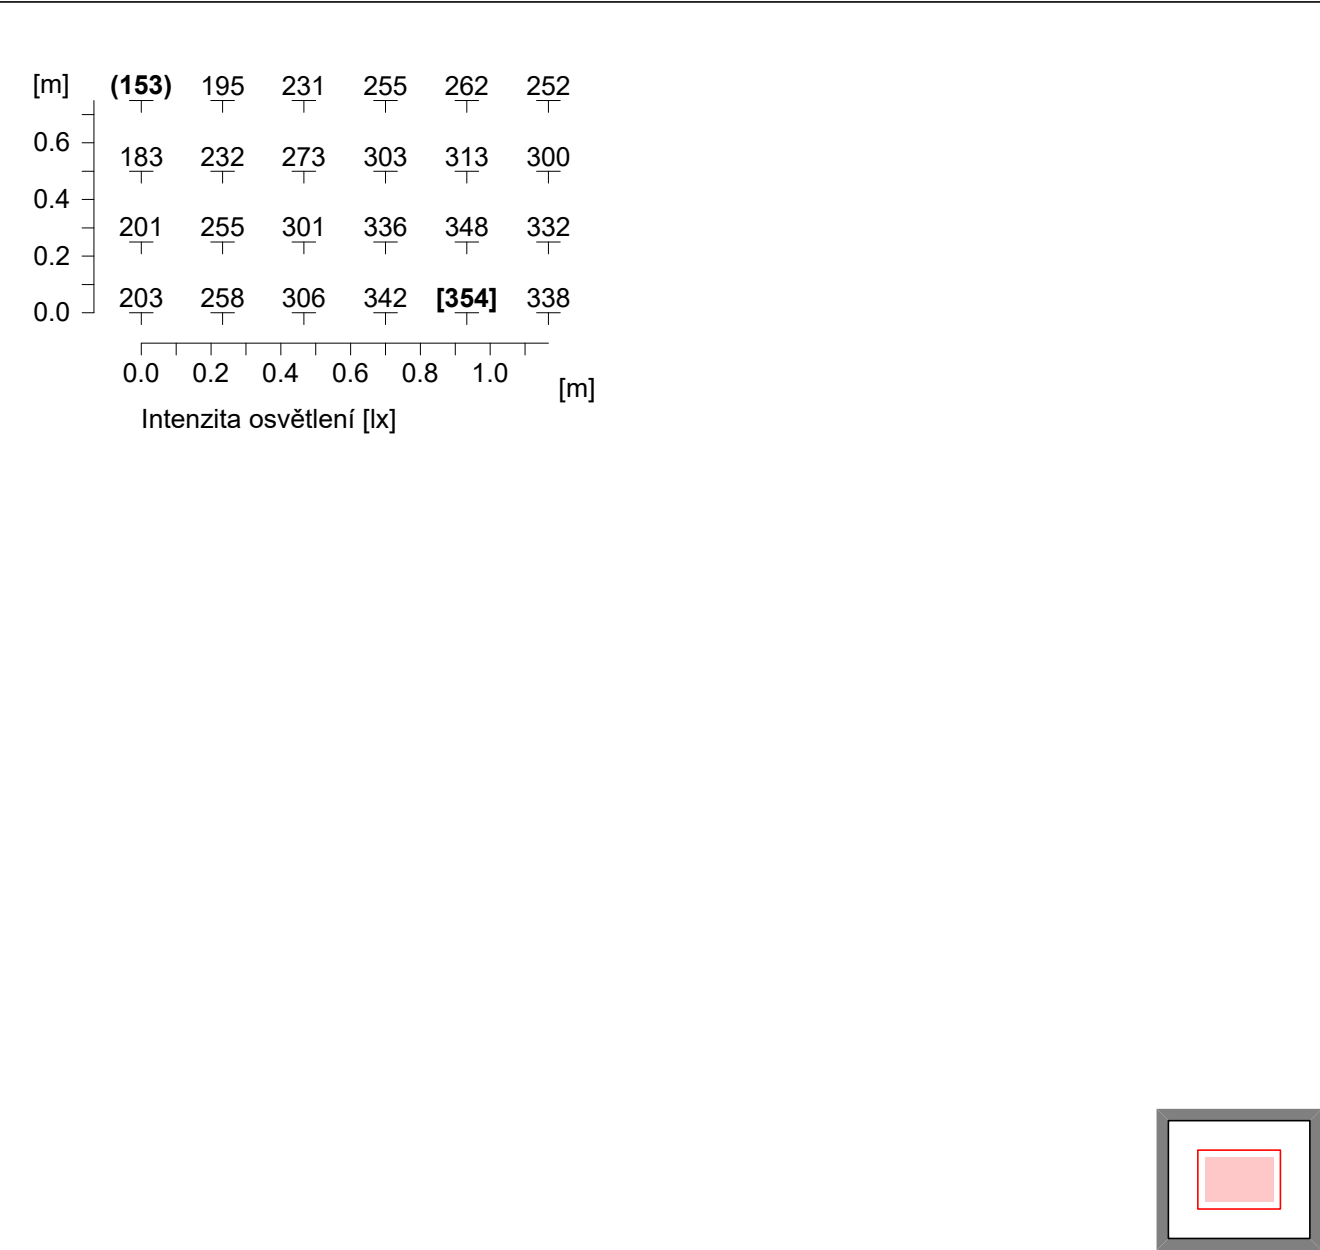 [m] (153) 195 231 255 262 252
0.6
183 232 273 303 313 300
0.4
201 255 301 336 348 332
0.2
203 258 306 342 [354] 338
0.0
0.0 0.2 0.4 0.6 0.8 1.0
[m]
Intenzita osvětlení [lx]